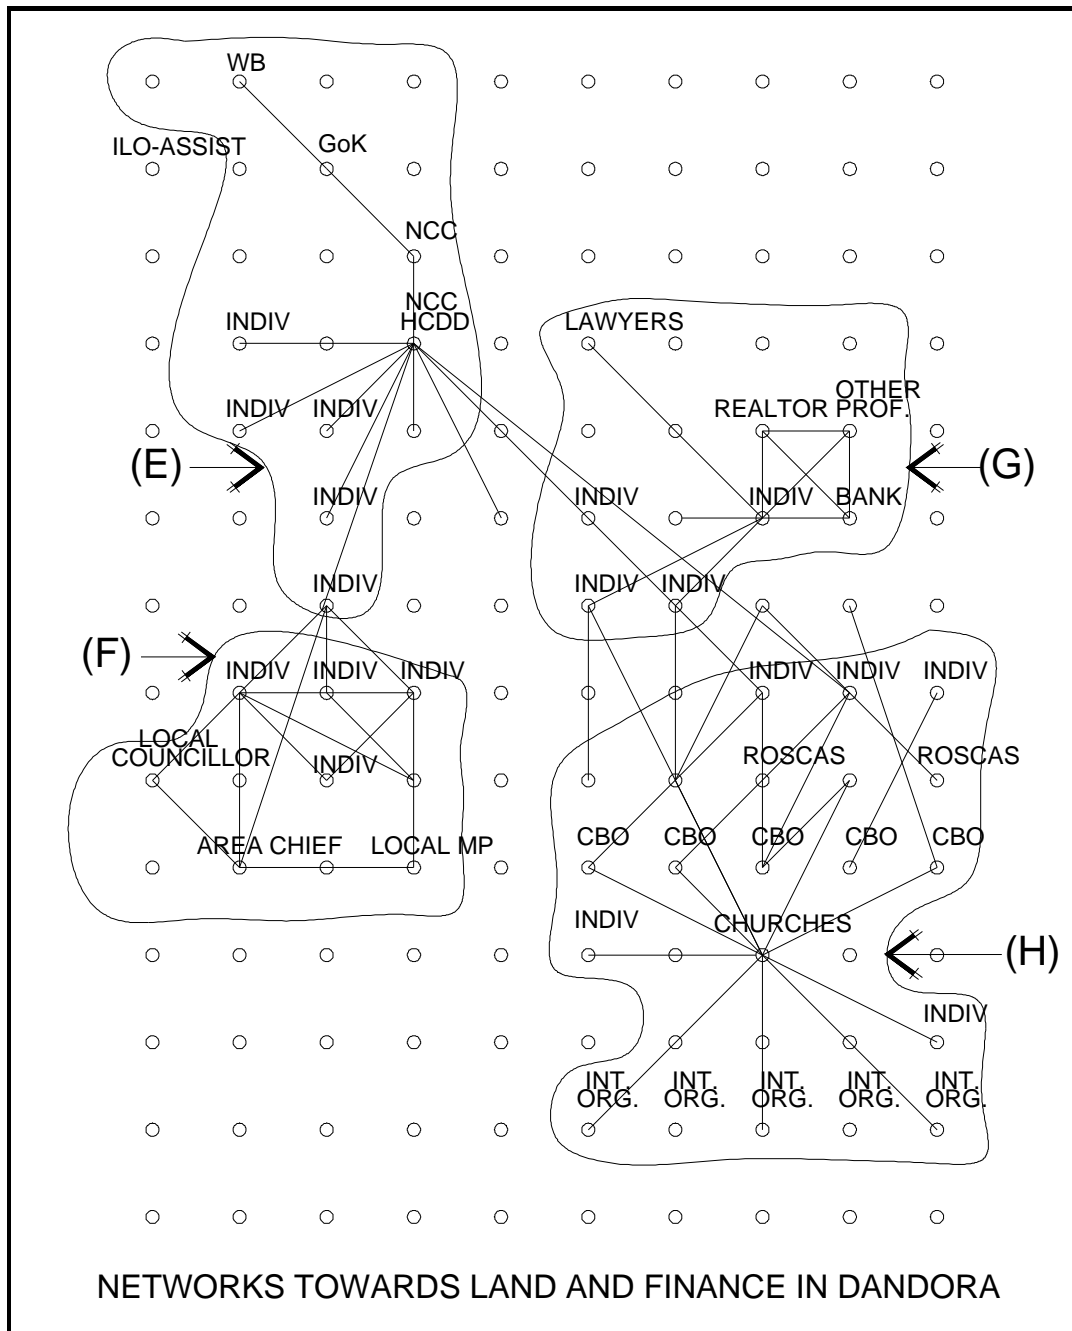 WB
ILO-ASSIST
GoK
NCC
NCC
HCDD
INDIV
LAWYERS
INDIV
INDIV
REALTOR
OTHER
PROF.
(E)
(G)
INDIV
INDIV
INDIV
BANK
INDIV
INDIV
INDIV
(F)
INDIV
INDIV
INDIV
INDIV
INDIV
INDIV
LOCAL
COUNCILLOR
INDIV
ROSCAS
ROSCAS
AREA CHIEF
LOCAL MP
CBO
CBO
CBO
CBO
CBO
INDIV
CHURCHES
(H)
INDIV
INT.
ORG.
INT.
ORG.
INT.
ORG.
INT.
ORG.
INT.
ORG.
NETWORKS TOWARDS LAND AND FINANCE IN DANDORA